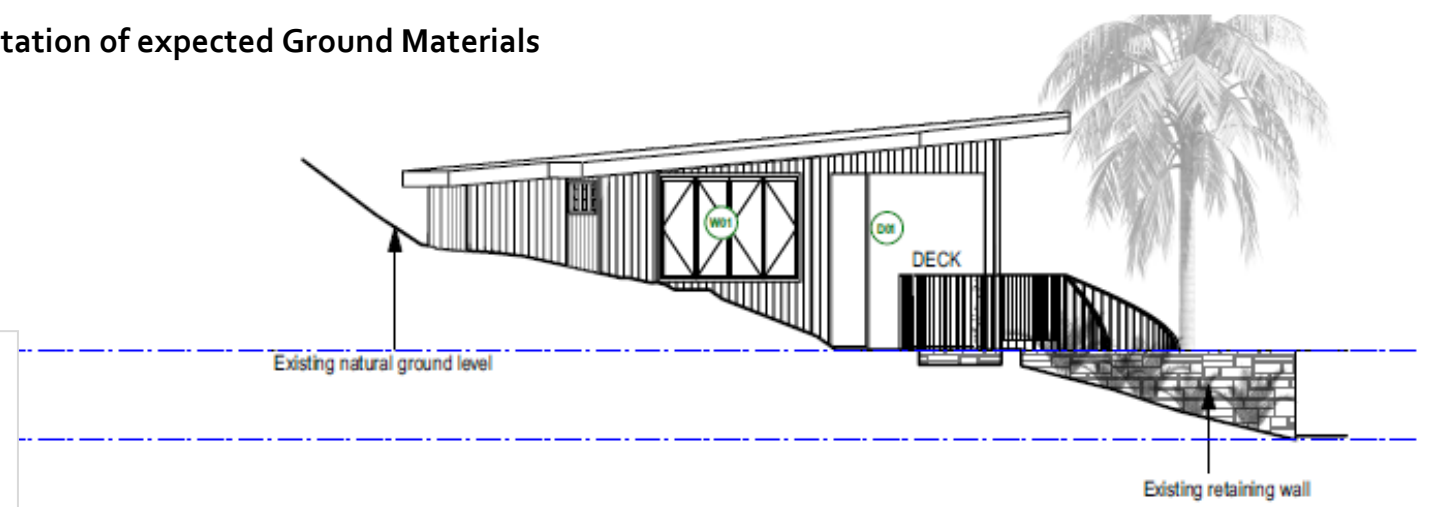 tation of expected Ground Materials
W01
D01
DECK
Existing natural ground level
Existing retaining wall